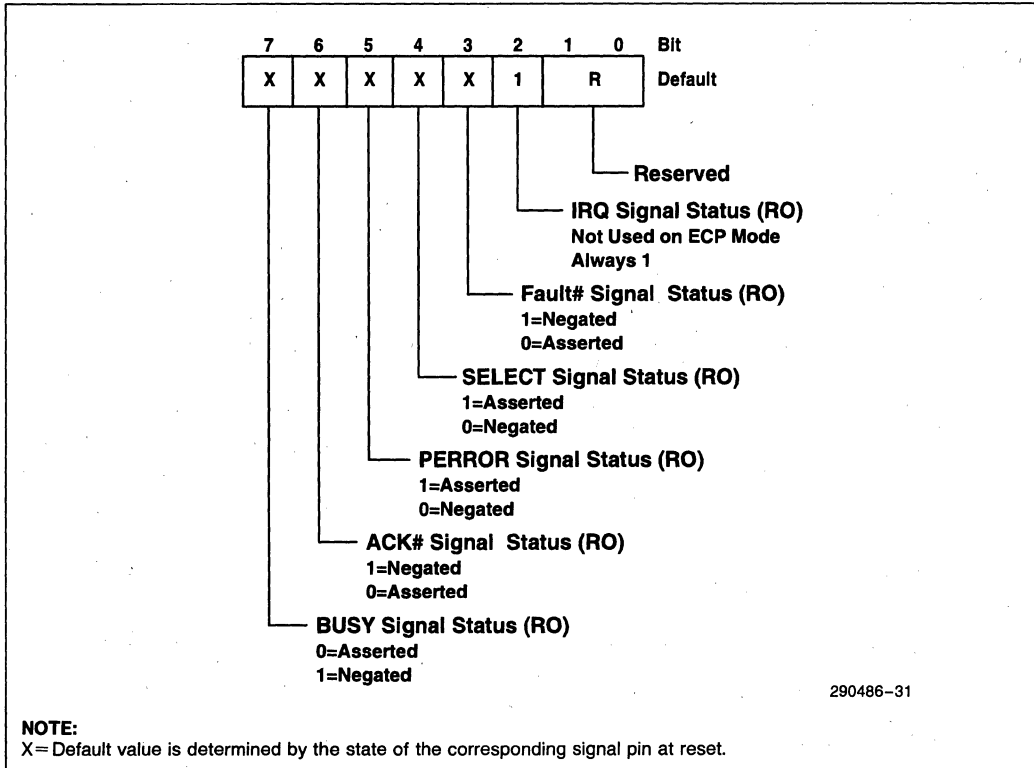 7 6 5 4 3 2 1 0 Bit
X X X X X 1 R Default
Reserved
IRQ Signal Status (RO)
Not Used on ECP Mode
Always 1
Fault# Signal Status (RO)
1=Negated
0=Asserted
SELECT Signal Status (RO)
1=Asserted
0=Negated
PERROR Signal Status (RO)
1=Asserted
0=Negated
ACK# Signal Status (RO)
1=Negated
0=Asserted
BUSY Signal Status (RO)
0=Asserted
1=Negated
290486–31
NOTE:
X=Default value is determined by the state of the corresponding signal pin at reset.